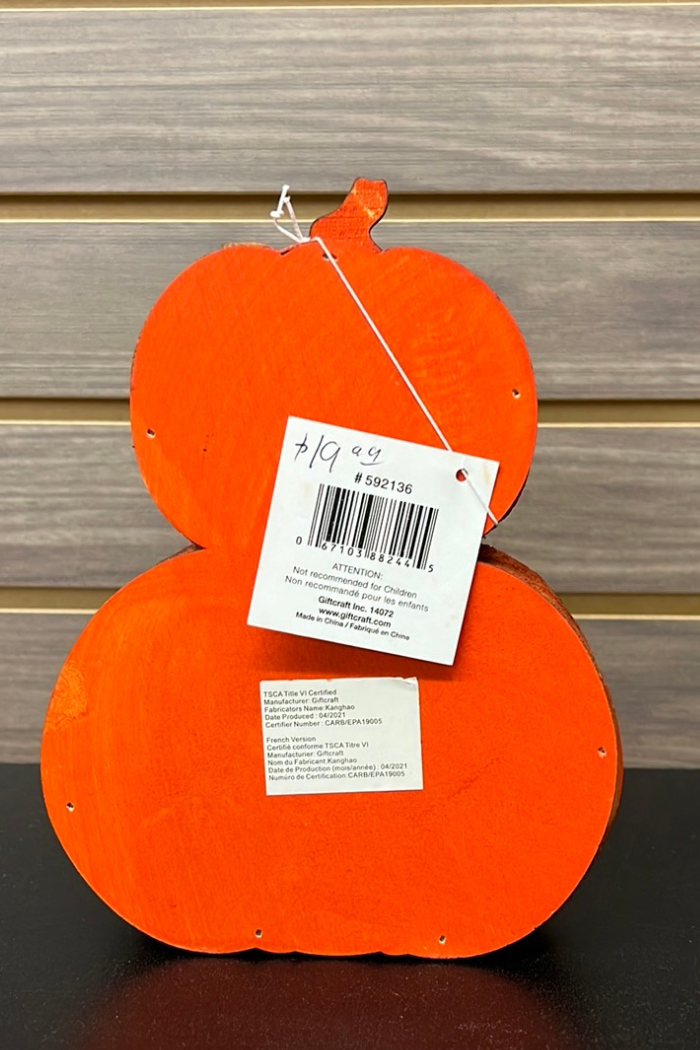 $19 99
#592136
0 67103 88244 5
ATTENTION:
Not recommended for Children
Non recommandé pour les enfants
Giftcraft Inc. 14072
www.giftcraft.com
Made in China / Fabriqué en Chine
TSCA Title VI Certified
Manufacturer: Giftcraft
Fabricators Name:Kanghao
Date Produced : 04/2021
Certifier Number : CARB/EPA19005
French Version
Certifié conforme TSCA Titre VI
Manufacturier: Giftcraft
Nom du Fabricant:Kanghao
Date de Production (mois/année) : 04/2021
Numéro de Certification:CARB/EPA19005